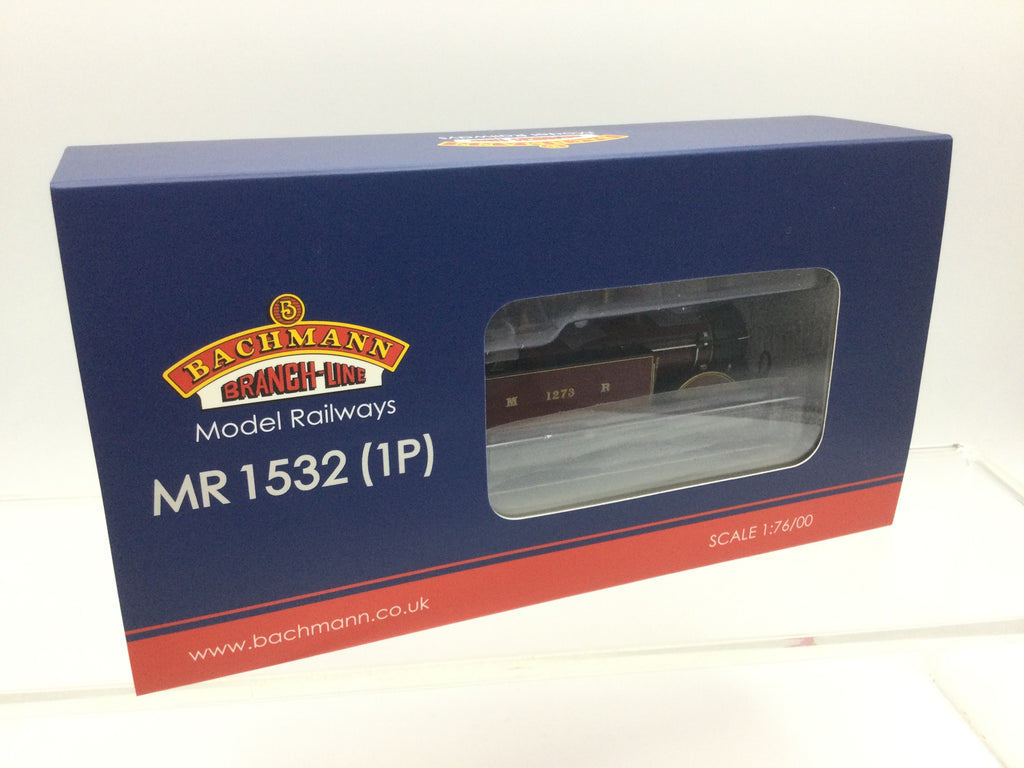 B
BACHMANN
BRANCH-LINE
Model Railways
MR 1532 (1P)
M 1273 R
SCALE 1:76/00
www.bachmann.co.uk